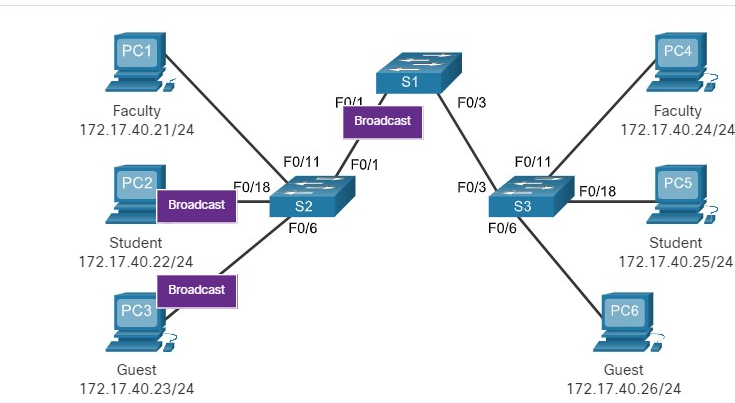 PC1
Faculty
172.17.40.21/24
PC2
Broadcast
Student
172.17.40.22/24
PC3
Broadcast
Guest
172.17.40.23/24
F0/11
F0/18
F0/1
S2
F0/6
S1
F0/1
F0/3
Broadcast
F0/11
F0/3
F0/18
S3
F0/6
PC4
Faculty
172.17.40.24/24
PC5
Student
172.17.40.25/24
PC6
Guest
172.17.40.26/24